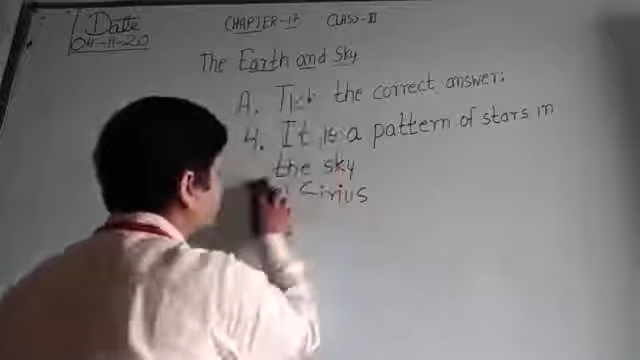 Date
04-11-20
CHAPTER-17 CLASS-III
The Earth and Sky
A. Tick the correct answer:
4. It is a pattern of stars in
the sky
Sirius